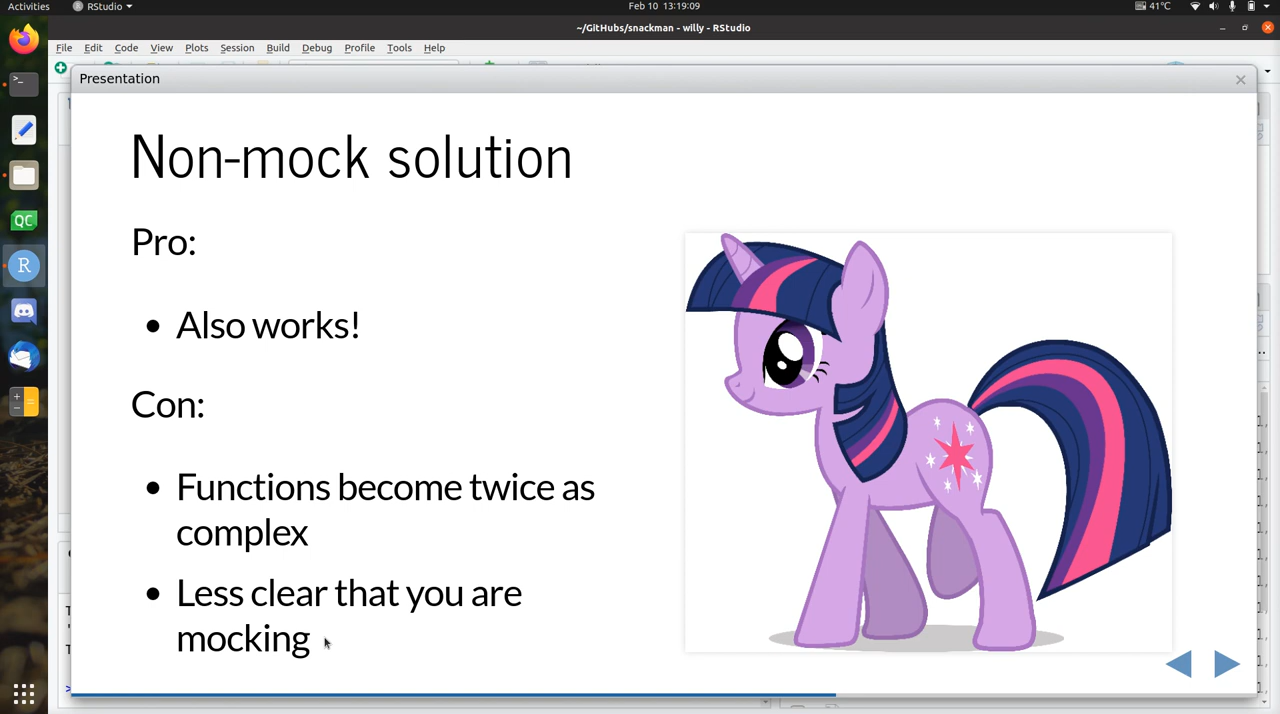 Activities
RStudio
Feb 10 13:19:09
41°C
~/GitHubs/snackman - willy - RStudio
File Edit Code View Plots Session Build Debug Profile Tools Help
Presentation
Non-mock solution
Pro:
• Also works!
Con:
• Functions become twice as
complex
• Less clear that you are
mocking
QC
R